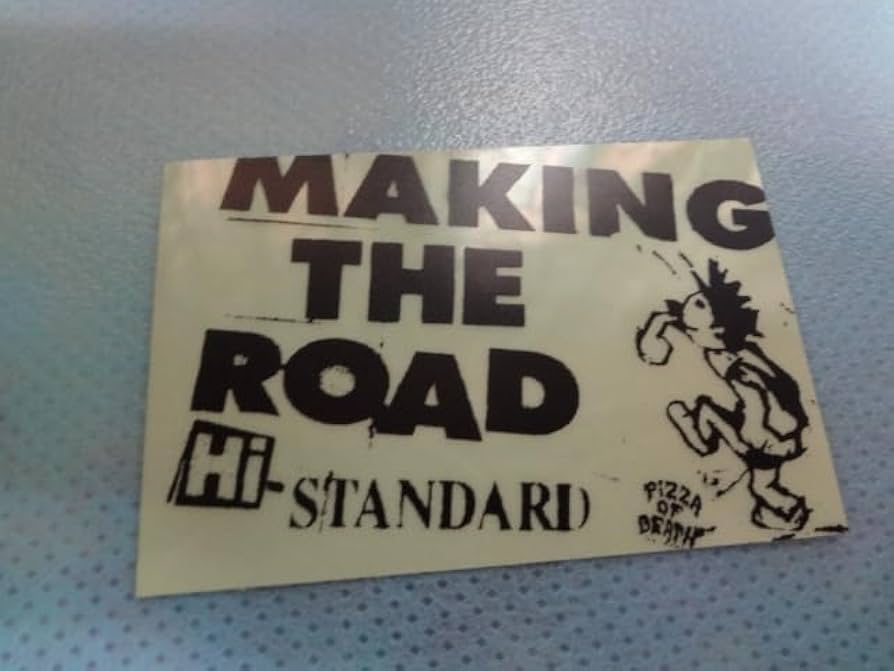 MAKING
THE
ROAD
Hi-STANDARD
PIZZA
OF
DEATH